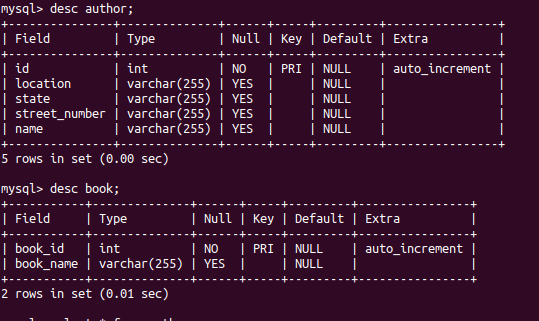 mysql> desc author;
+---------------+--------------+------+-----+---------+----------------+
| Field         | Type         | Null | Key | Default | Extra          |
+---------------+--------------+------+-----+---------+----------------+
| id            | int          | NO   | PRI | NULL    | auto_increment |
| location      | varchar(255) | YES  |     | NULL    |                |
| state         | varchar(255) | YES  |     | NULL    |                |
| street_number | varchar(255) | YES  |     | NULL    |                |
| name          | varchar(255) | YES  |     | NULL    |                |
+---------------+--------------+------+-----+---------+----------------+
5 rows in set (0.00 sec)
mysql> desc book;
+-----------+--------------+------+-----+---------+----------------+
| Field     | Type         | Null | Key | Default | Extra          |
+-----------+--------------+------+-----+---------+----------------+
| book_id   | int          | NO   | PRI | NULL    | auto_increment |
| book_name | varchar(255) | YES  |     | NULL    |                |
+-----------+--------------+------+-----+---------+----------------+
2 rows in set (0.01 sec)